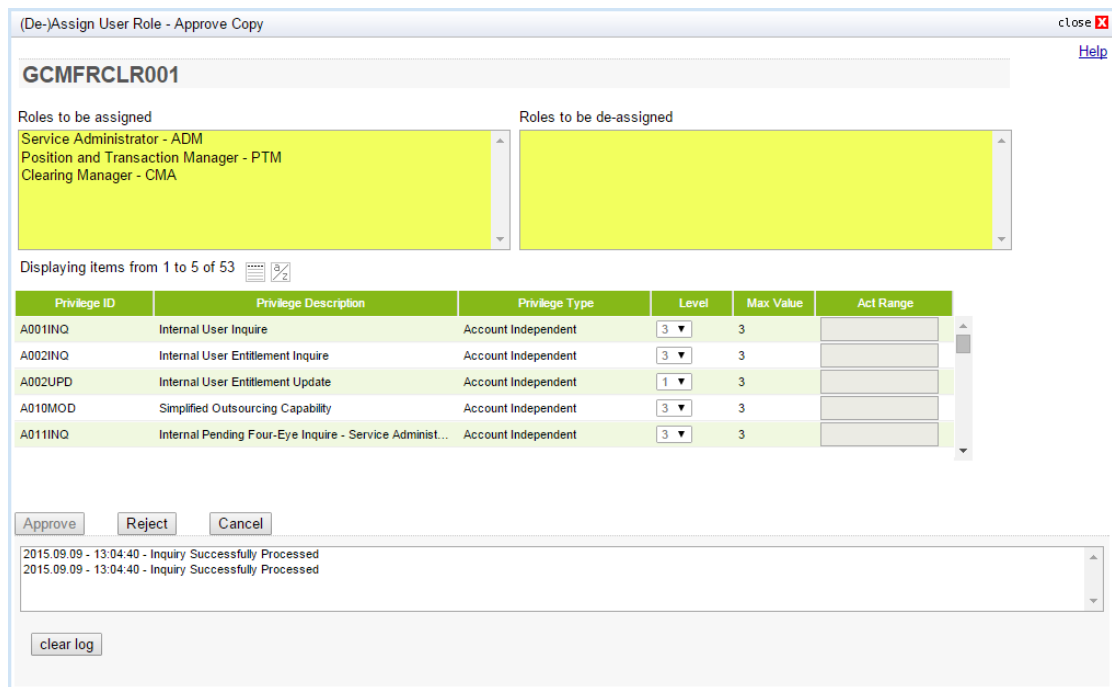 (De-)Assign User Role - Approve Copy
close X
Help
GCMFRCLR001
Roles to be assigned Roles to be de-assigned
Service Administrator - ADM
Position and Transaction Manager - PTM
Clearing Manager - CMA
Displaying items from 1 to 5 of 53 a/z
Privilege ID Privilege Description Privilege Type Level Max Value Act Range
A001INQ Internal User Inquire Account Independent 3 3
A002INQ Internal User Entitlement Inquire Account Independent 3 3
A002UPD Internal User Entitlement Update Account Independent 1 3
A010MOD Simplified Outsourcing Capability Account Independent 3 3
A011INQ Internal Pending Four-Eye Inquire - Service Administ... Account Independent 3 3
Approve Reject Cancel
2015.09.09 - 13:04:40 - Inquiry Successfully Processed
2015.09.09 - 13:04:40 - Inquiry Successfully Processed
clear log